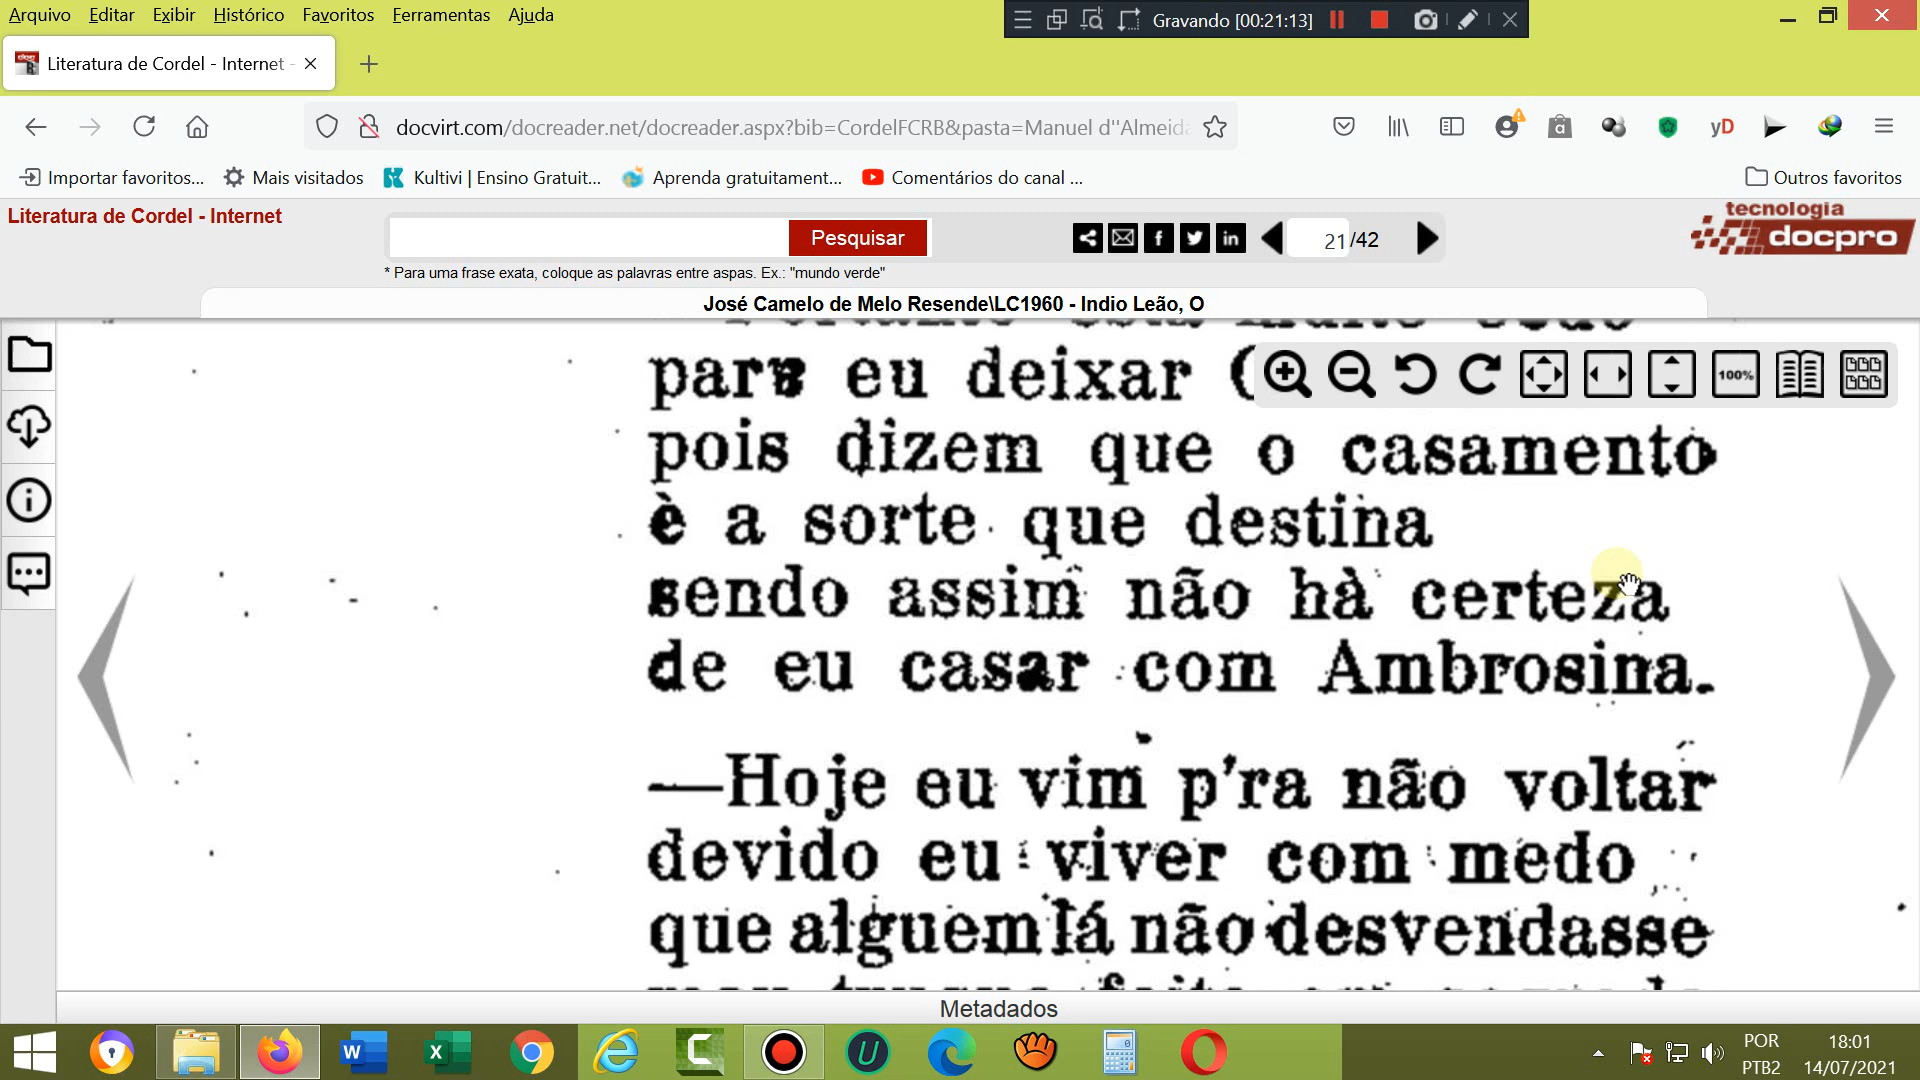 Arquivo Editar Exibir Histórico Favoritos Ferramentas Ajuda
Gravando [00:21:13]
Literatura de Cordel - Internet -
docvirt.com/docreader.net/docreader.aspx?bib=CordelFCRB&pasta=Manuel d''Almeida
Importar favoritos... Mais visitados Kultivi | Ensino Gratuit... Aprenda gratuitament... Comentários do canal ... Outros favoritos
Literatura de Cordel - Internet
Pesquisar
21/42
tecnologia
docpro
* Para uma frase exata, coloque as palavras entre aspas. Ex.: "mundo verde"
José Camelo de Melo Resende\LC1960 - Indio Leão, O
para eu deixar
100%
pois dizem que o casamento
è a sorte que destina
sendo assim não hà certeza
de eu casar com Ambrosina.
—Hoje eu vim p'ra não voltar
devido eu viver com medo
que alguem lá não desvendasse
Metadados
POR
PTB2
18:01
14/07/2021